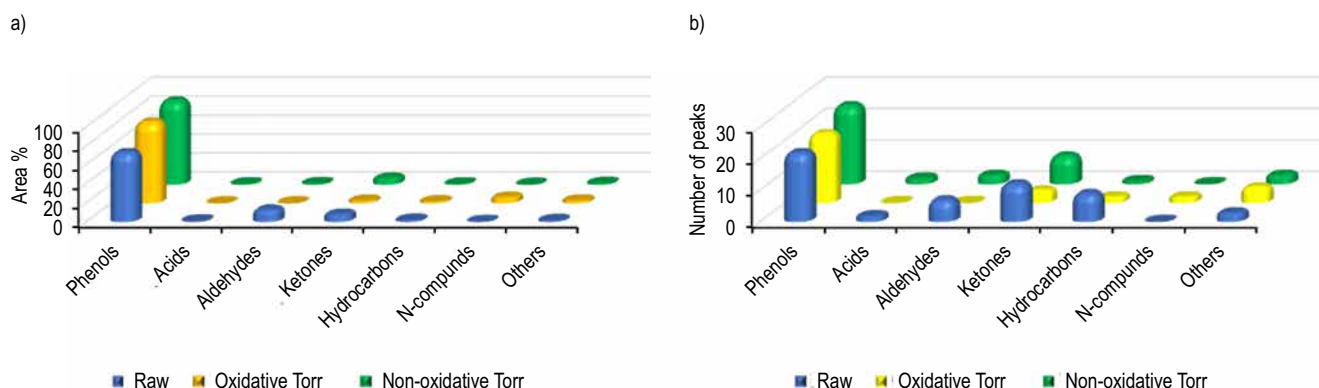 a)
Area %
100
80
60
40
20
0
Phenols
Acids
Aldehydes
Ketones
Hydrocarbons
N-compunds
Others
Raw Oxidative Torr Non-oxidative Torr
b)
Number of peaks
30
20
10
0
Phenols
Acids
Aldehydes
Ketones
Hydrocarbons
N-compunds
Others
Raw Oxidative Torr Non-oxidative Torr